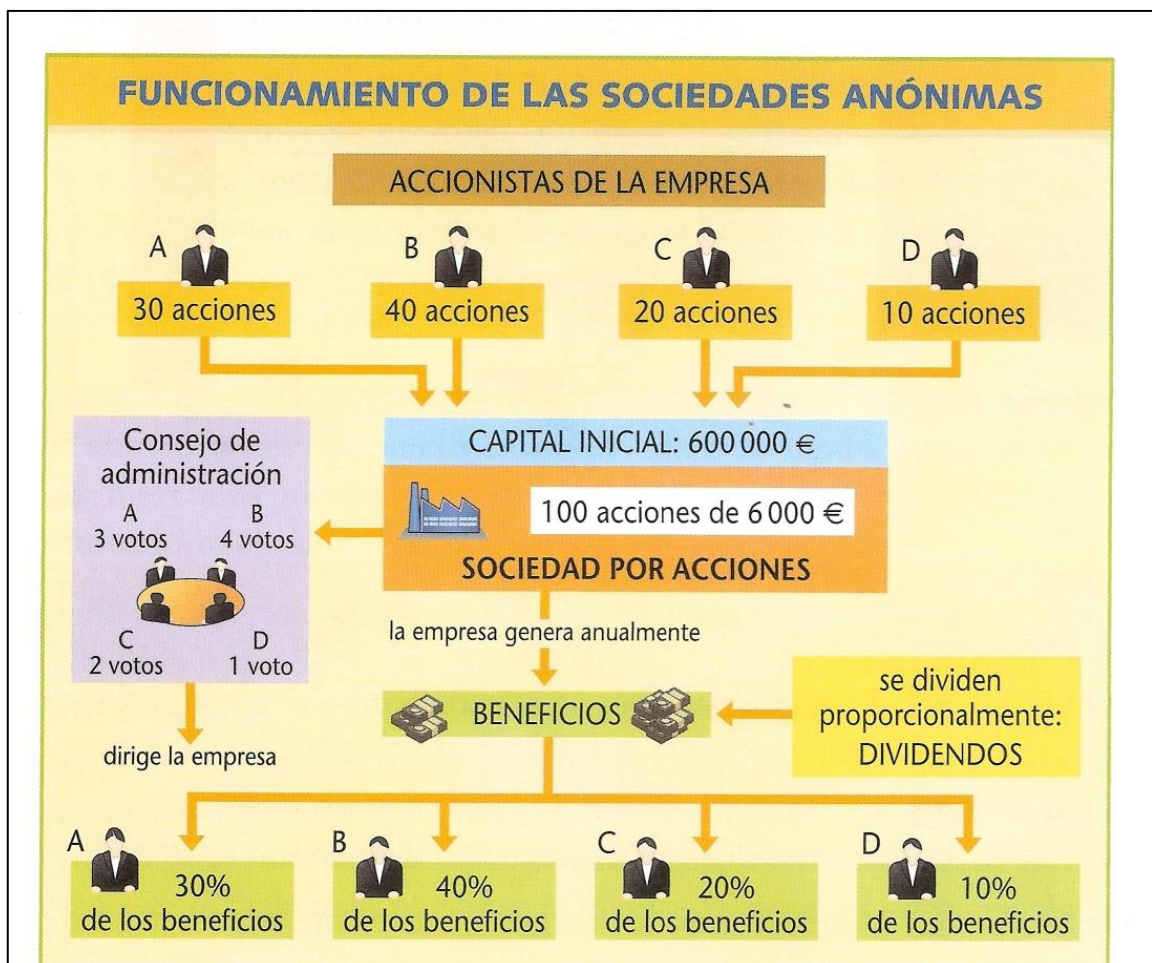 FUNCIONAMIENTO DE LAS SOCIEDADES ANÓNIMAS
ACCIONISTAS DE LA EMPRESA
A
30 acciones
B
40 acciones
C
20 acciones
D
10 acciones
CAPITAL INICIAL: 600 000 €
100 acciones de 6 000 €
SOCIEDAD POR ACCIONES
Consejo de
administración
A
3 votos
B
4 votos
C
2 votos
D
1 voto
dirige la empresa
la empresa genera anualmente
BENEFICIOS
se dividen
proporcionalmente:
DIVIDENDOS
A
30%
de los beneficios
B
40%
de los beneficios
C
20%
de los beneficios
D
10%
de los beneficios